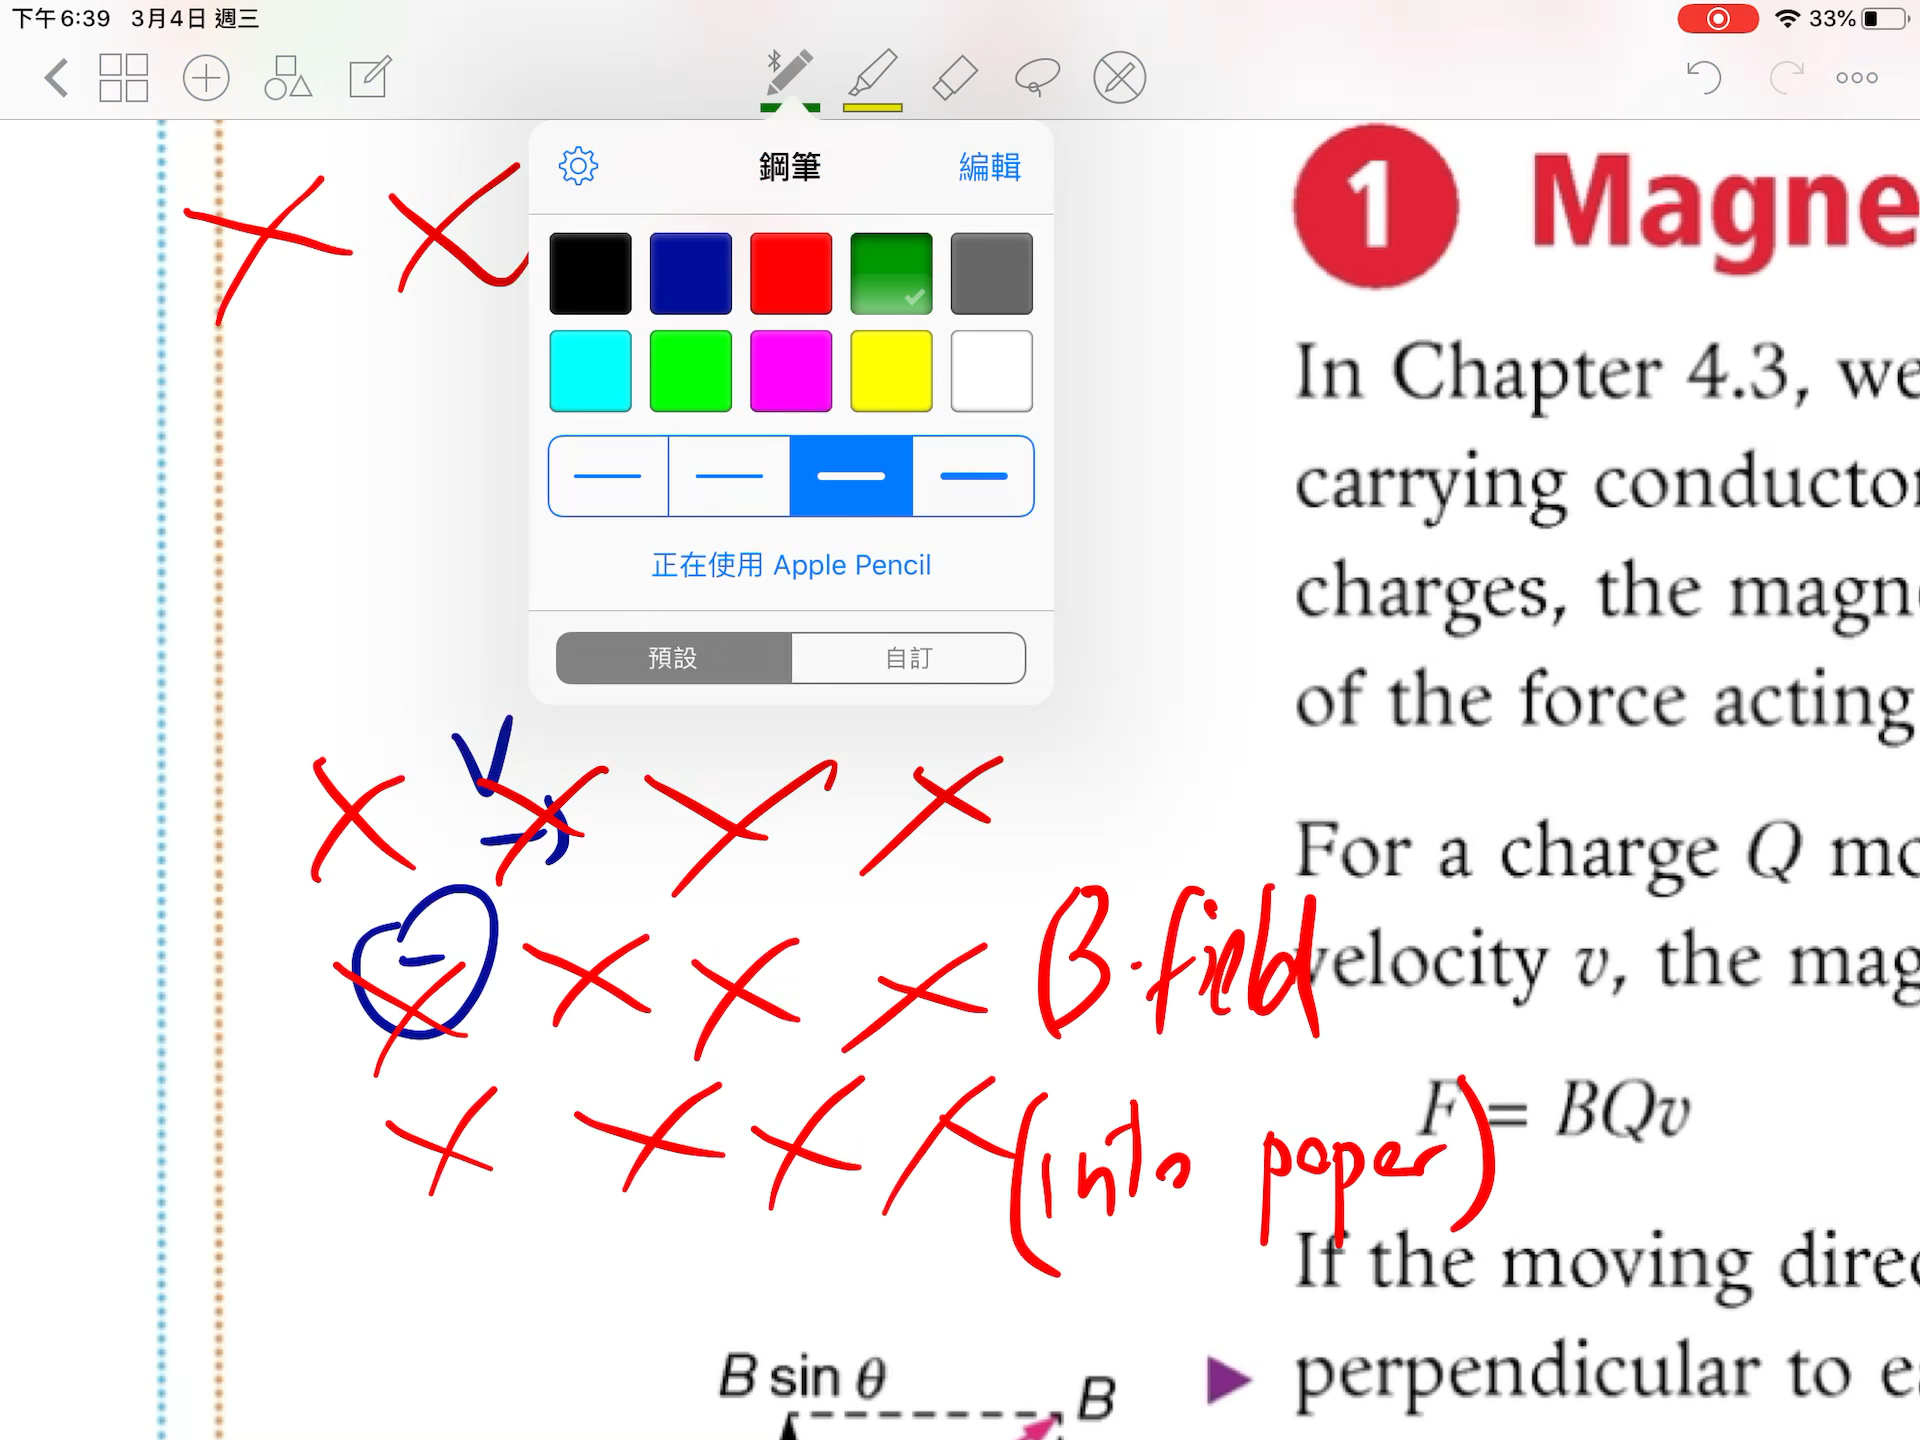 下午6:39 3月4日 週三
33%
鋼筆
編輯
正在使用 Apple Pencil
預設
自訂
1 Magne
In Chapter 4.3, we
carrying conducto
charges, the magn
of the force acting
For a charge Q mo
velocity v, the mag
F = BQv
If the moving direc
perpendicular to e
V
-
B-field
(into paper)
B sin θ
B